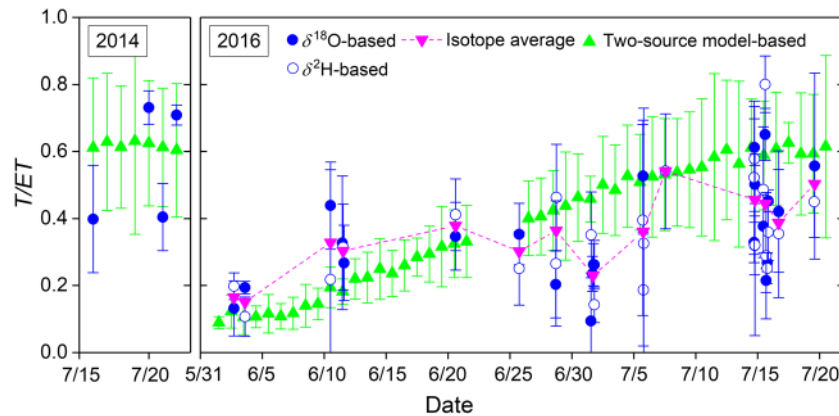 2014
2016
δ¹⁸O-based
Isotope average
Two-source model-based
δ²H-based
1.0
0.8
0.6
0.4
0.2
0.0
T/ET
7/15 7/20 5/31 6/5 6/10 6/15 6/20 6/25 6/30 7/5 7/10 7/15 7/20
Date